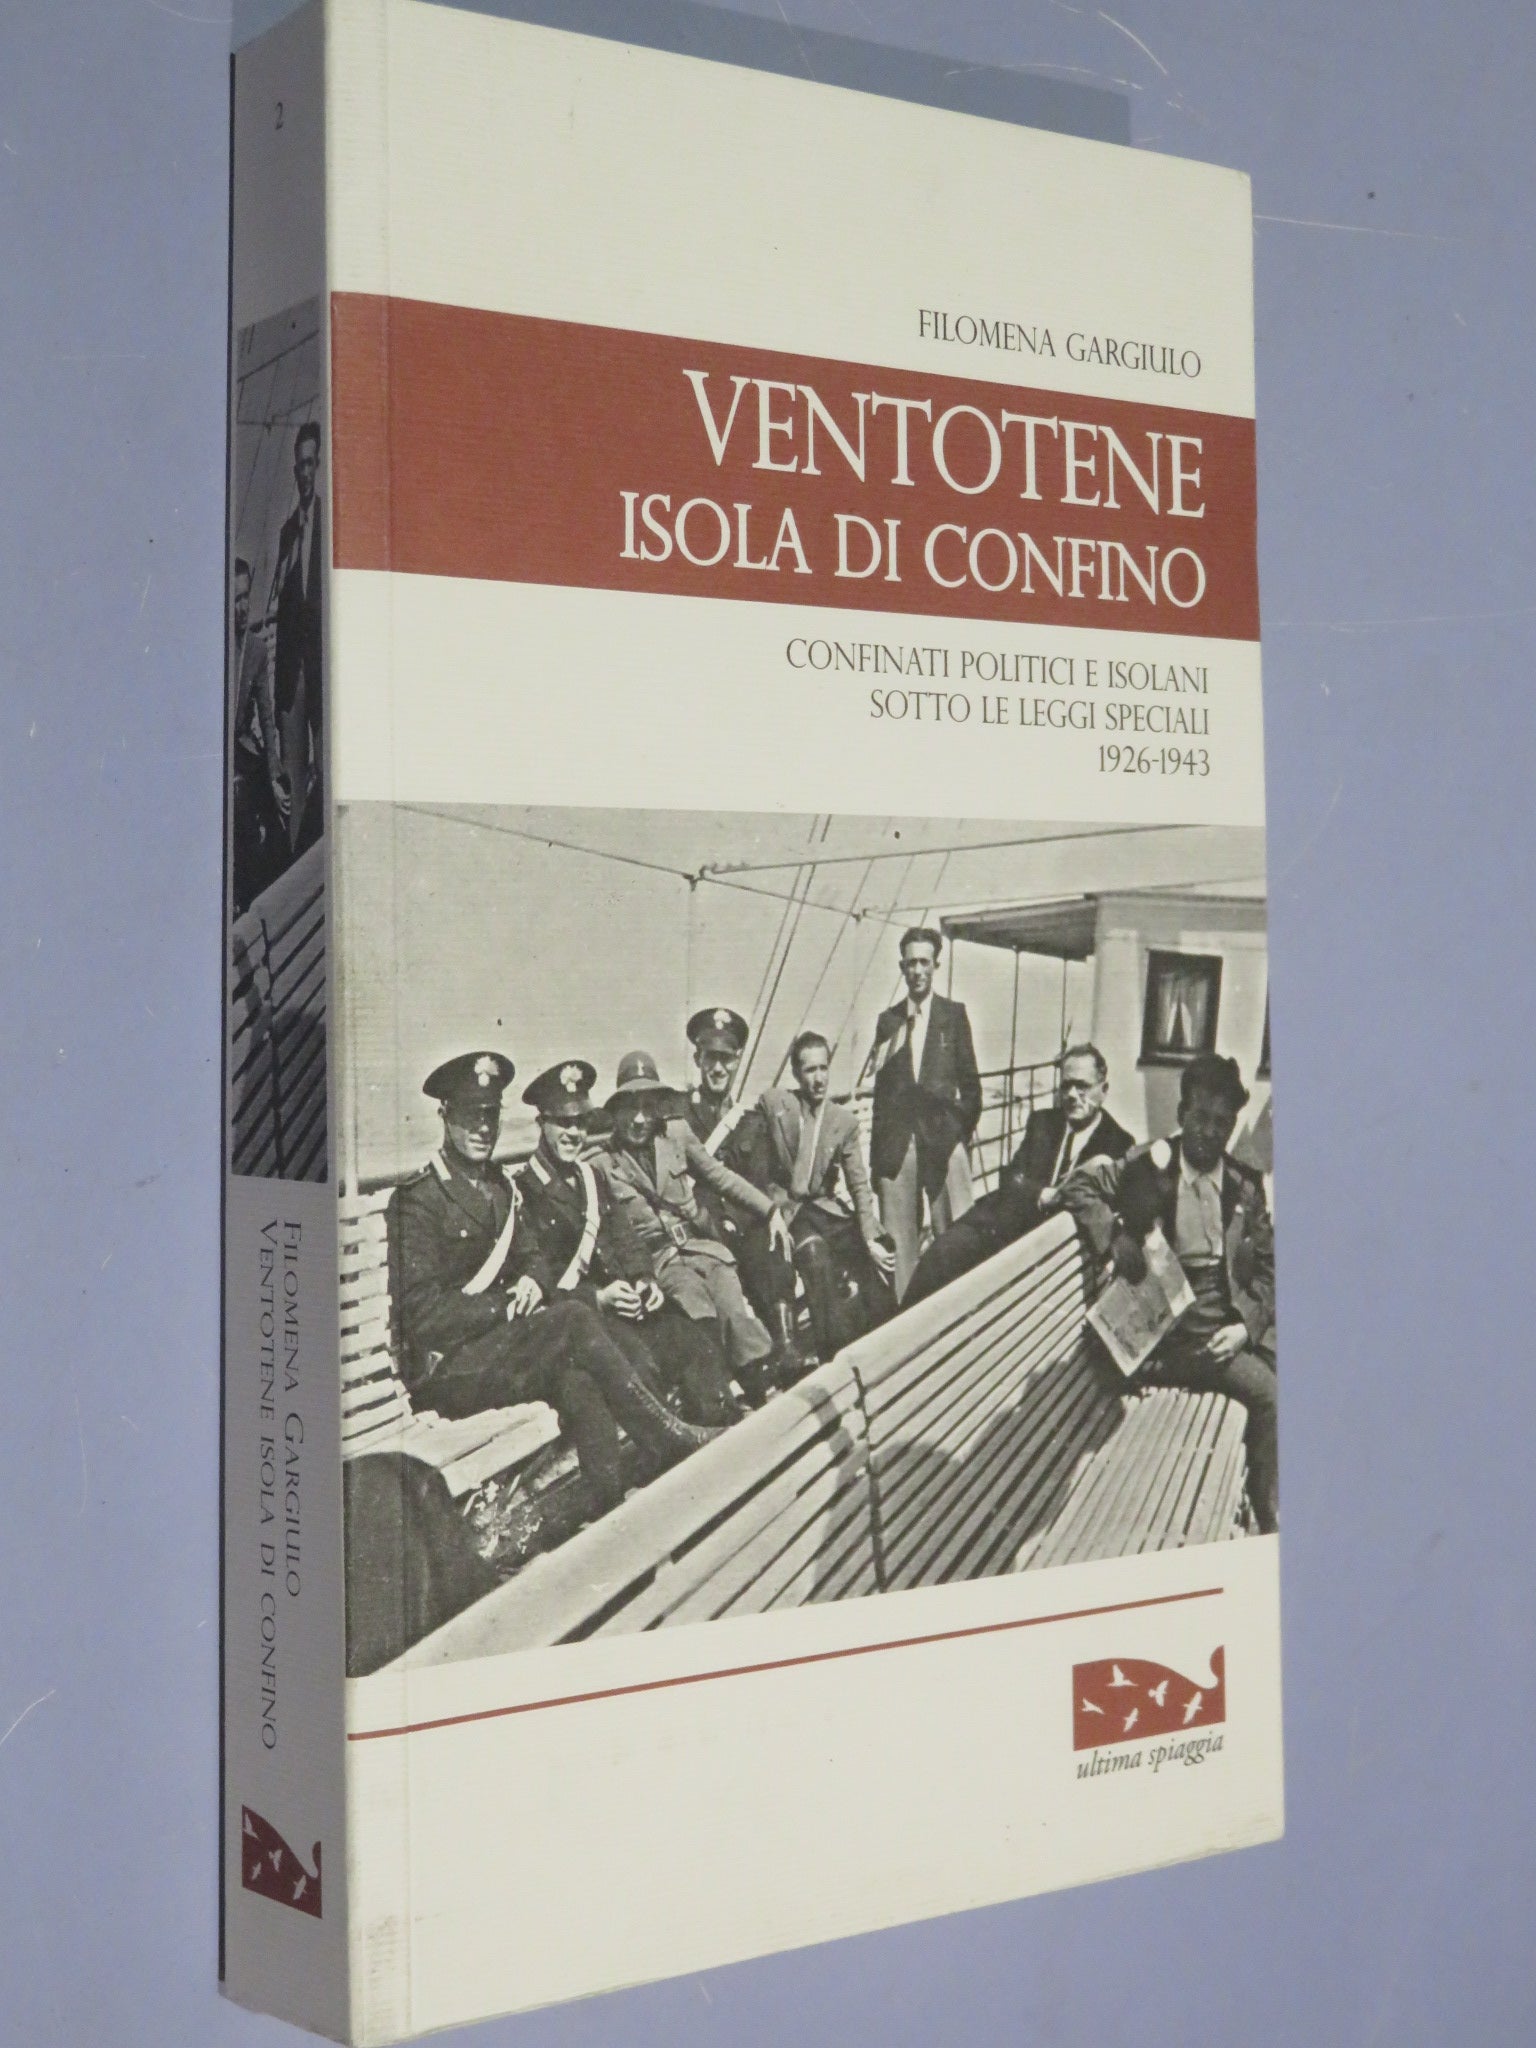 FILOMENA GARGIULO
VENTOTENE
ISOLA DI CONFINO
CONFINATI POLITICI E ISOLANI
SOTTO LE LEGGI SPECIALI
1926-1943
ultima spiaggia
2
FILOMENA GARGIULO
VENTOTENE ISOLA DI CONFINO